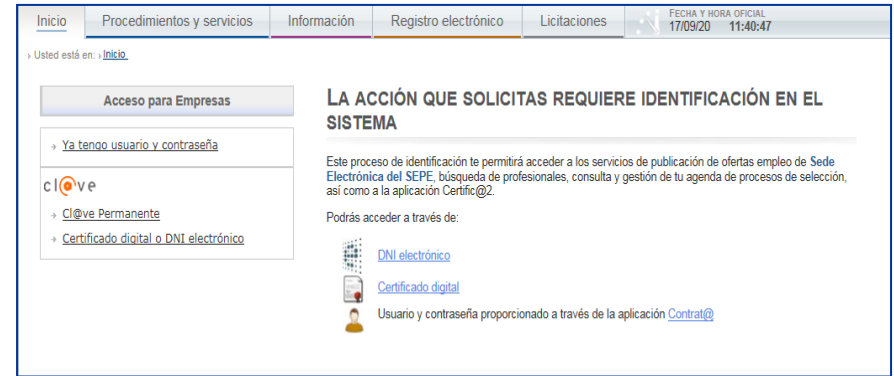 Inicio Procedimientos y servicios Información Registro electrónico Licitaciones FECHA Y HORA OFICIAL
17/09/20 11:40:47
Usted está en: Inicio
Acceso para Empresas
Ya tengo usuario y contraseña
cl@ve
Cl@ve Permanente
Certificado digital o DNI electrónico
LA ACCIÓN QUE SOLICITAS REQUIERE IDENTIFICACIÓN EN EL
SISTEMA
Este proceso de identificación te permitirá acceder a los servicios de publicación de ofertas empleo de Sede
Electrónica del SEPE, búsqueda de profesionales, consulta y gestión de tu agenda de procesos de selección,
así como a la aplicación Certific@2.
Podrás acceder a través de:
DNI electrónico
Certificado digital
Usuario y contraseña proporcionado a través de la aplicación Contrat@